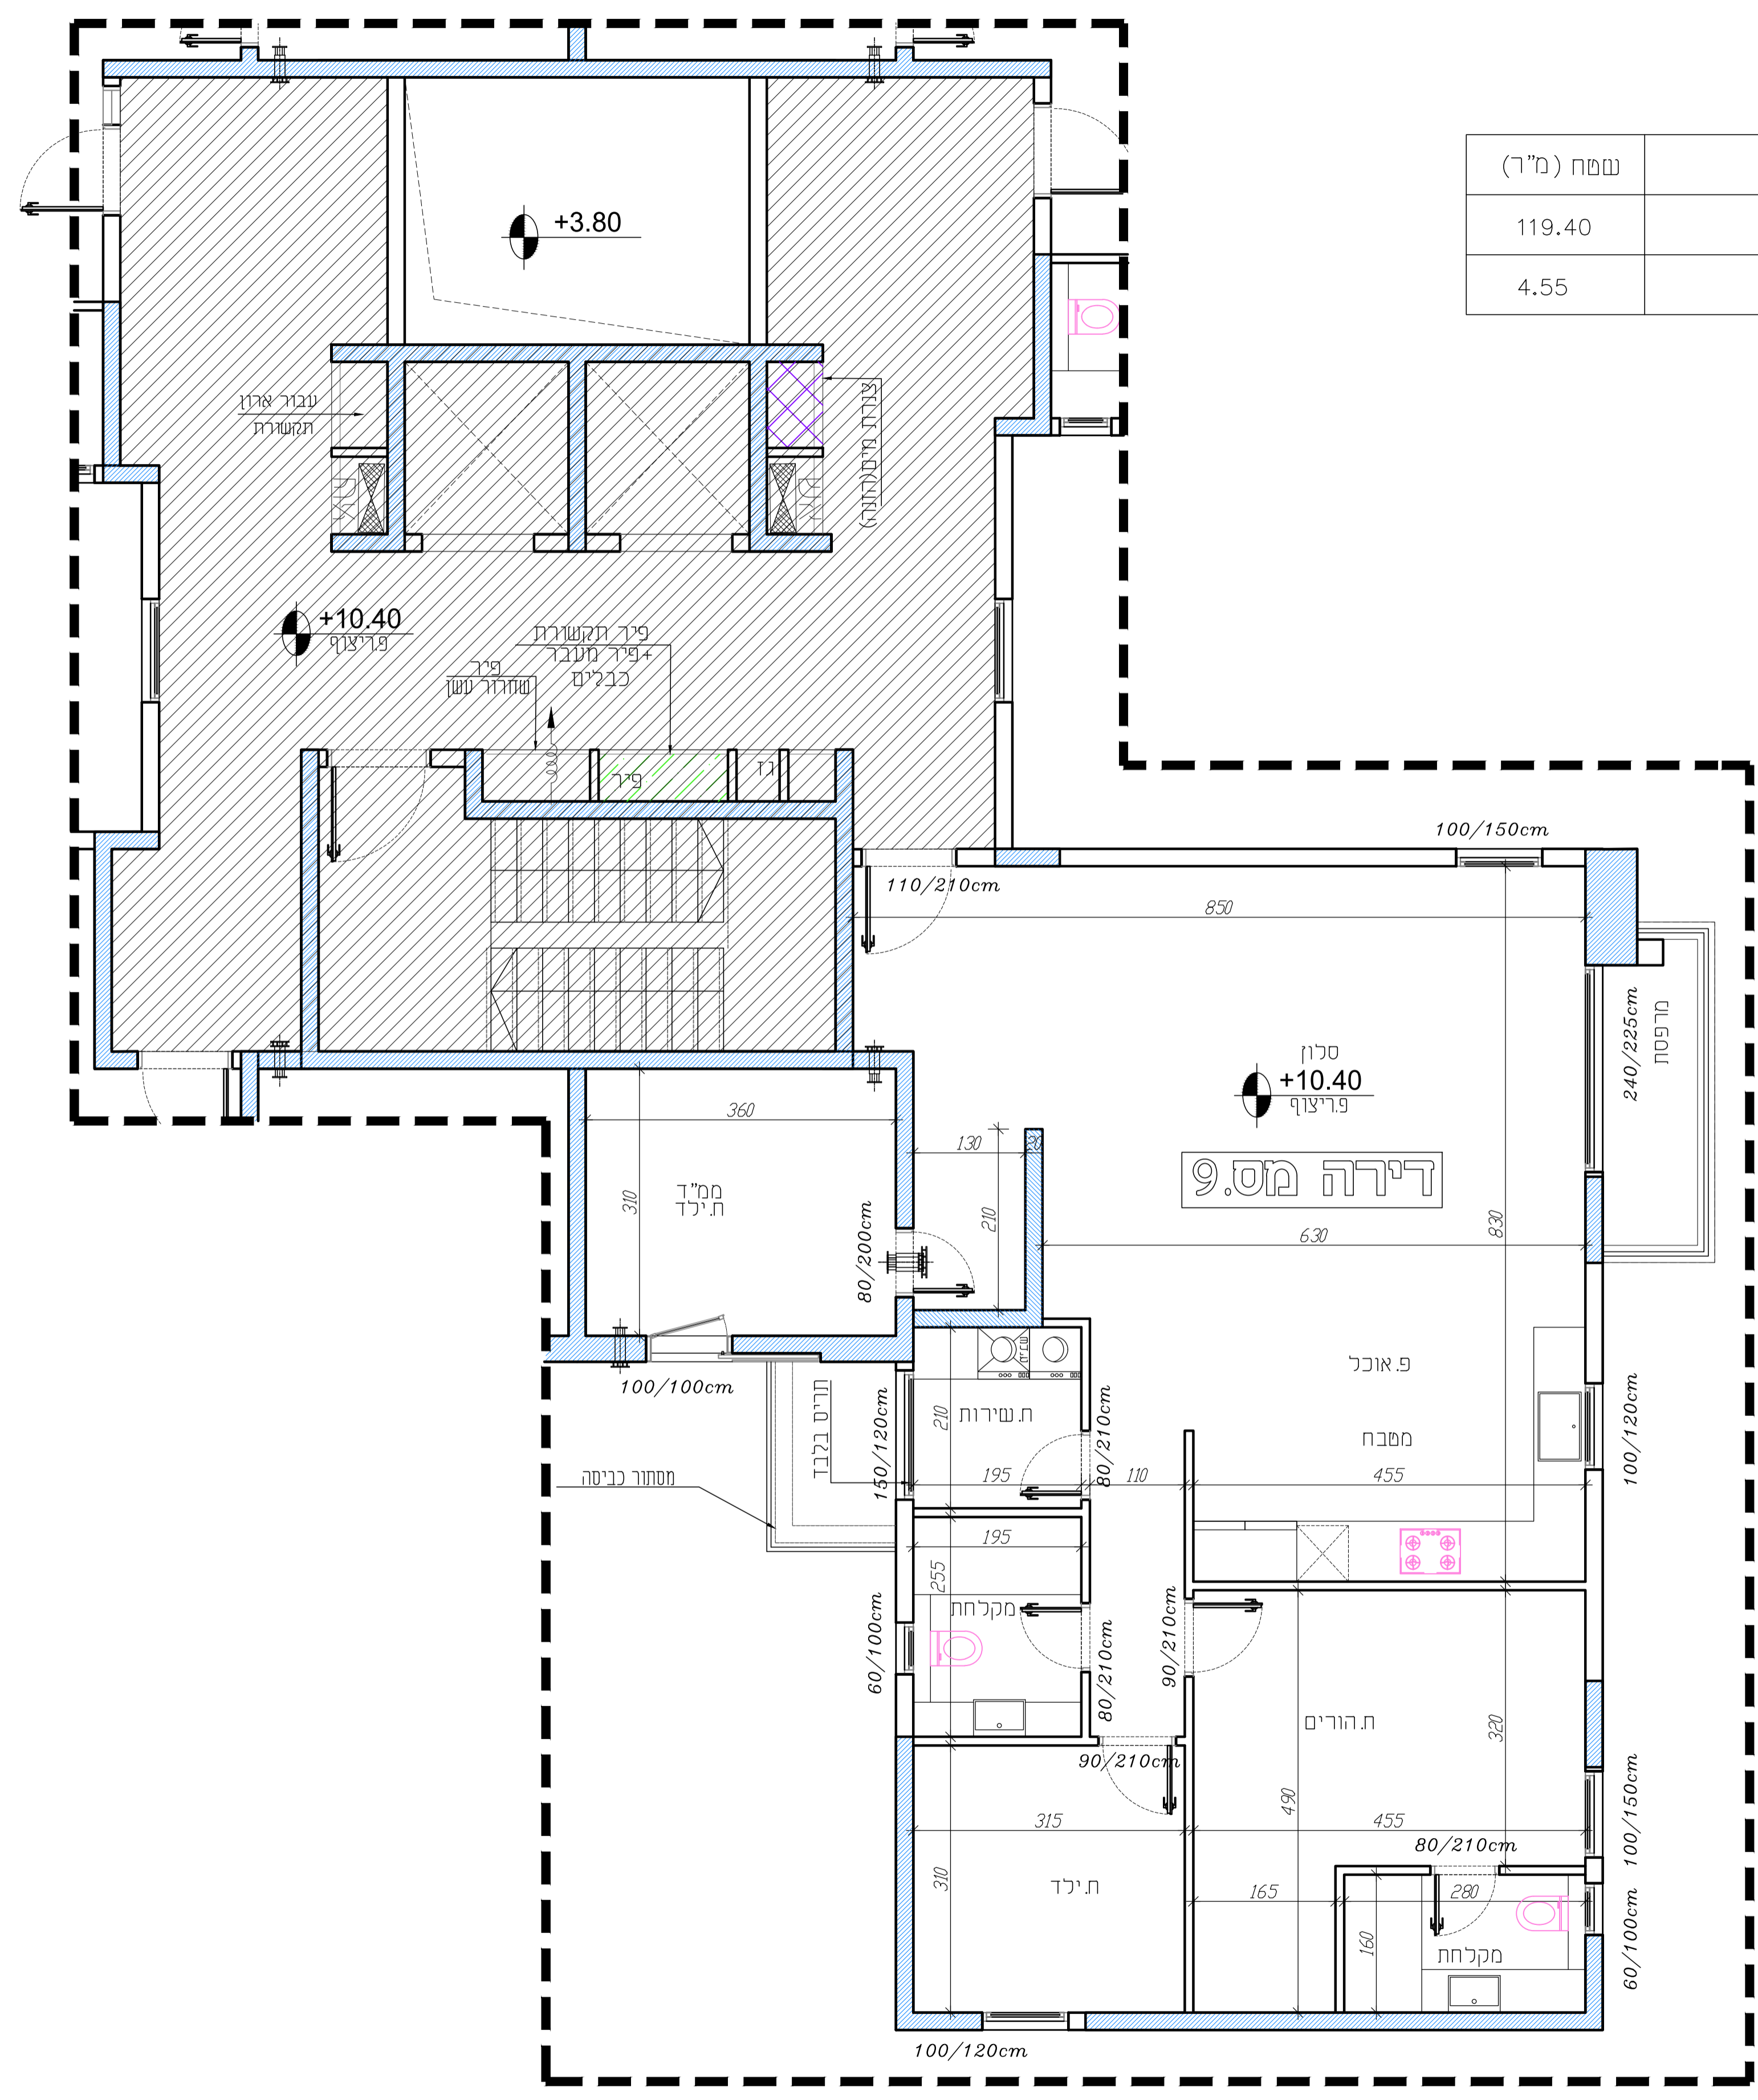 שטח (מ"ר)
119.40
4.55
+3.80
עבור ארון
תקשורת
צנרת מים(הזנה)
+10.40
פ.ריצוף
פיר תקשורת
+פיר מעבר
כבלים
פיר
שחרור עשן
פיר
גז
100/150cm
110/210cm
850
240/225cm
מרפסת
סלון
+10.40
פ.ריצוף
דירה מס.9
360
130
20
310
ממ"ד
ח.ילד
210
80/200cm
630
830
100/100cm
תריס בלבד
מסתור כביסה
150/120cm
210
ח.שירות
80/210cm
פ.אוכל
מטבח
100/120cm
195
110
455
195
255
מקלחת
60/100cm
80/210cm
90/210cm
ח.הורים
320
90/210cm
490
100/150cm
315
455
80/210cm
310
ח.ילד
165
280
160
מקלחת
60/100cm
100/120cm